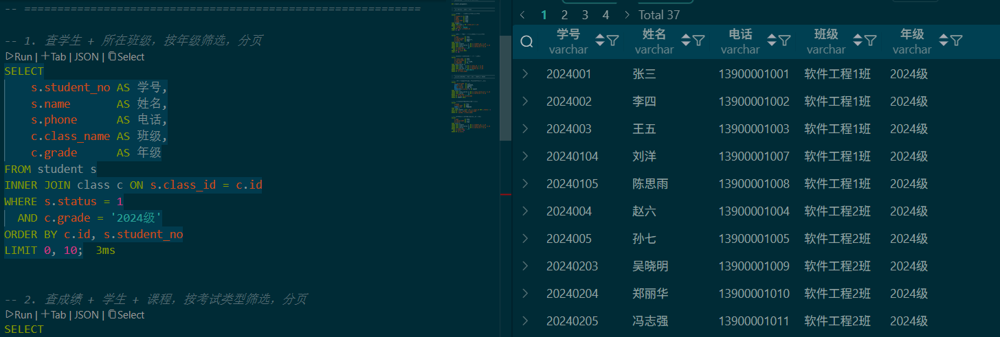 -- ============================================================
-- 1. 查学生 + 所在班级，按年级筛选，分页
Run | Tab | JSON | Select
SELECT
s.student_no AS 学号,
s.name AS 姓名,
s.phone AS 电话,
c.class_name AS 班级,
c.grade AS 年级
FROM student s
INNER JOIN class c ON s.class_id = c.id
WHERE s.status = 1
AND c.grade = '2024级'
ORDER BY c.id, s.student_no
LIMIT 0, 10; 3ms
-- 2. 查成绩 + 学生 + 课程，按考试类型筛选，分页
Run | Tab | JSON | Select
SELECT
1 2 3 4 Total 37
学号 姓名 电话 班级 年级
varchar varchar varchar varchar varchar
2024001 张三 13900001001 软件工程1班 2024级
2024002 李四 13900001002 软件工程1班 2024级
2024003 王五 13900001003 软件工程1班 2024级
20240104 刘洋 13900001007 软件工程1班 2024级
20240105 陈思雨 13900001008 软件工程1班 2024级
2024004 赵六 13900001004 软件工程2班 2024级
2024005 孙七 13900001005 软件工程2班 2024级
20240203 吴晓明 13900001009 软件工程2班 2024级
20240204 郑丽华 13900001010 软件工程2班 2024级
20240205 冯志强 13900001011 软件工程2班 2024级